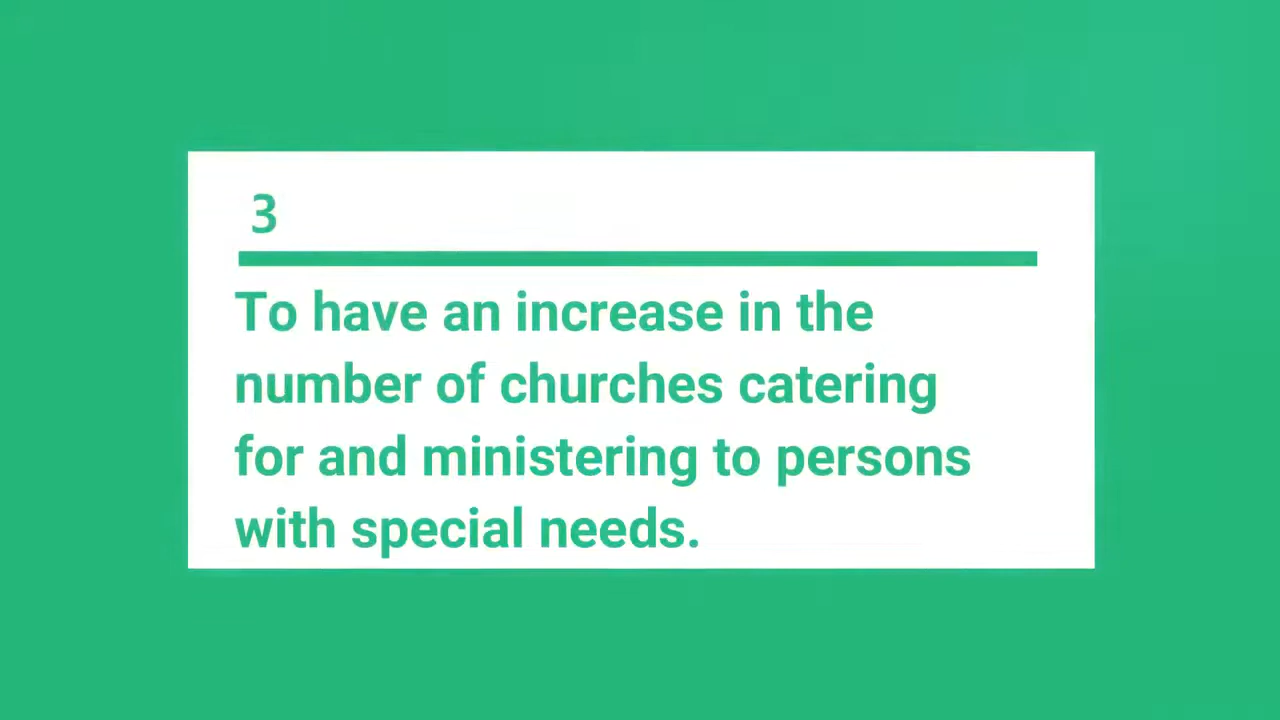 3
To have an increase in the
number of churches catering
for and ministering to persons
with special needs.